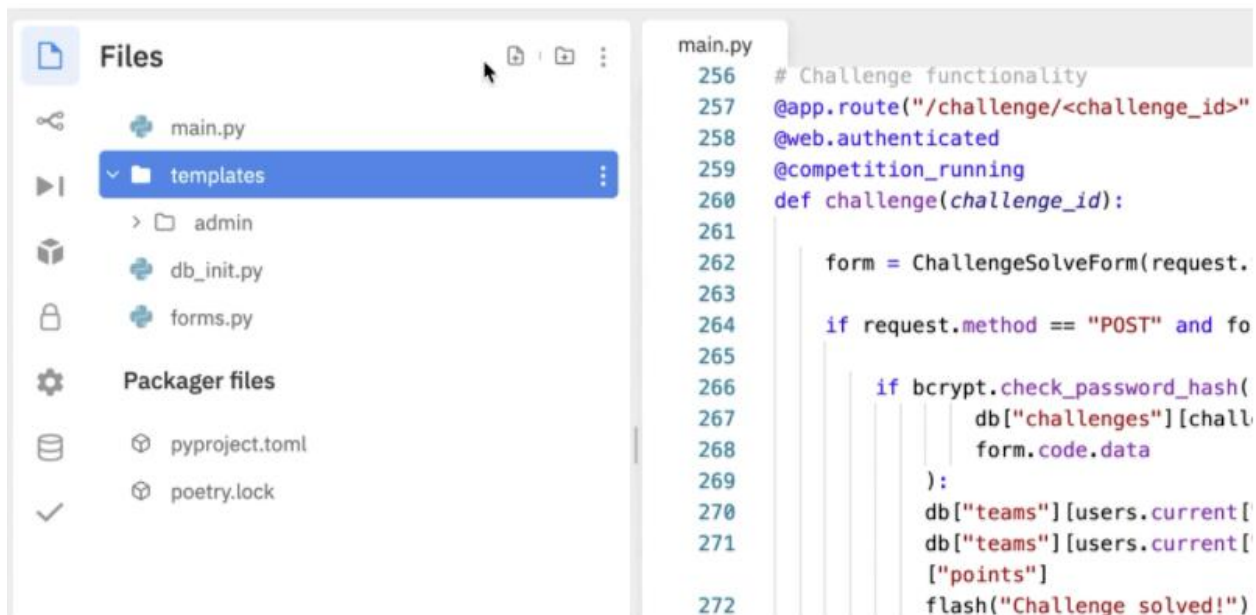 Files
main.py
templates
admin
db_init.py
forms.py
Packager files
pyproject.toml
poetry.lock
main.py
256 # Challenge functionality
257 @app.route("/challenge/<challenge_id>"
258 @web.authenticated
259 @competition_running
260 def challenge(challenge_id):
261
262 form = ChallengeSolveForm(request.
263
264 if request.method == "POST" and fo
265
266 if bcrypt.check_password_hash(
267 db["challenges"][chall
268 form.code.data
269 ):
270 db["teams"][users.current[
271 db["teams"][users.current[
["points"]
272 flash("Challenge solved!")